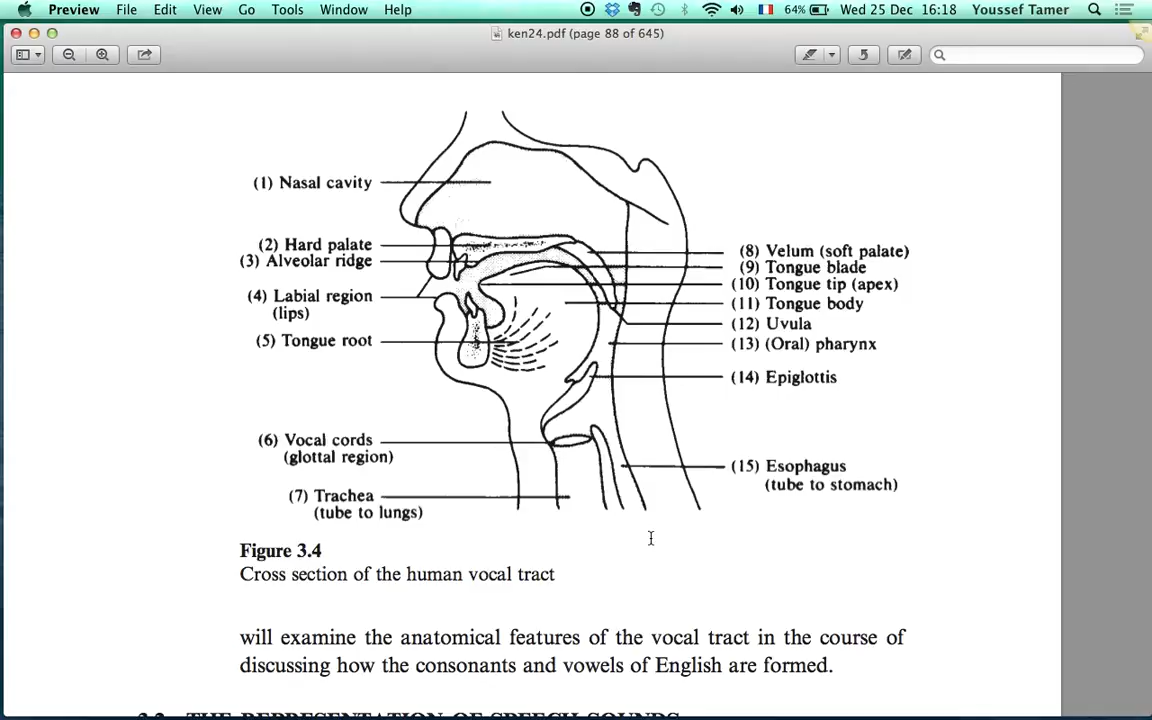 Preview File Edit View Go Tools Window Help 64% Wed 25 Dec 16:18 Youssef Tamer
ken24.pdf (page 88 of 645)
(1) Nasal cavity
(2) Hard palate
(3) Alveolar ridge
(4) Labial region
(lips)
(5) Tongue root
(6) Vocal cords
(glottal region)
(7) Trachea
(tube to lungs)
(8) Velum (soft palate)
(9) Tongue blade
(10) Tongue tip (apex)
(11) Tongue body
(12) Uvula
(13) (Oral) pharynx
(14) Epiglottis
(15) Esophagus
(tube to stomach)
Figure 3.4
Cross section of the human vocal tract
will examine the anatomical features of the vocal tract in the course of
discussing how the consonants and vowels of English are formed.
THE REPRESENTATION OF SPEECH SOUNDS